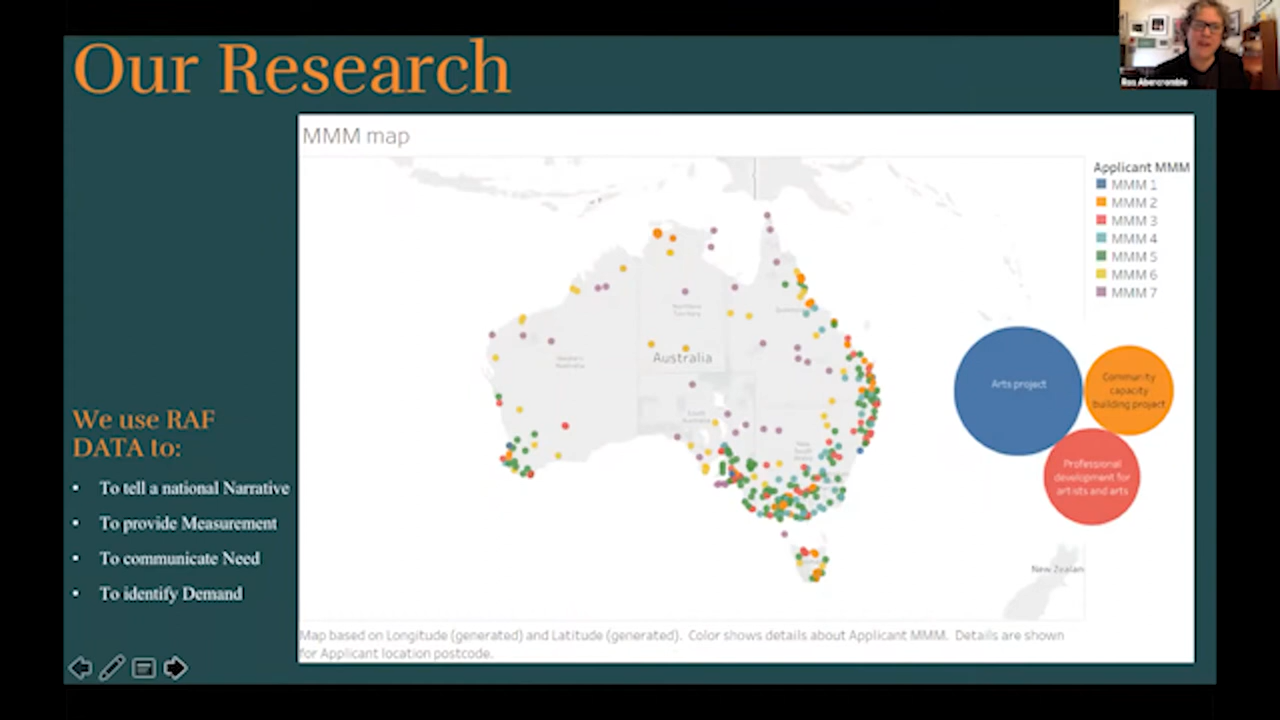 Our Research
Ros Abercrombie
MMM map
Applicant MMM
MMM 1
MMM 2
MMM 3
MMM 4
MMM 5
MMM 6
MMM 7
Northern
Territory
Australia
Western
Australia
South
Australia
New
South
Wales
New Zealan
Arts project
Community
capacity
building project
Professional
development for
artists and arts
We use RAF
DATA to:
• To tell a national Narrative
• To provide Measurement
• To communicate Need
• To identify Demand
Map based on Longitude (generated) and Latitude (generated). Color shows details about Applicant MMM. Details are shown
for Applicant location postcode.